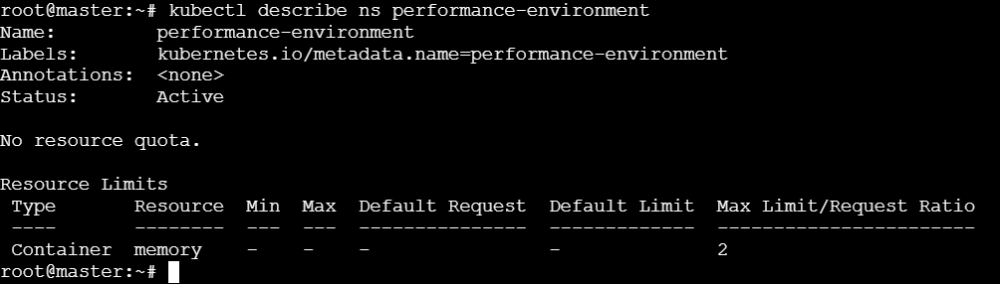 root@master:~# kubectl describe ns performance-environment
Name:         performance-environment
Labels:       kubernetes.io/metadata.name=performance-environment
Annotations:  <none>
Status:       Active

No resource quota.

Resource Limits
 Type       Resource  Min  Max  Default Request  Default Limit  Max Limit/Request Ratio
 ----       --------  ---  ---  ---------------  -------------  -----------------------
 Container  memory    -    -    -                -              2
root@master:~#